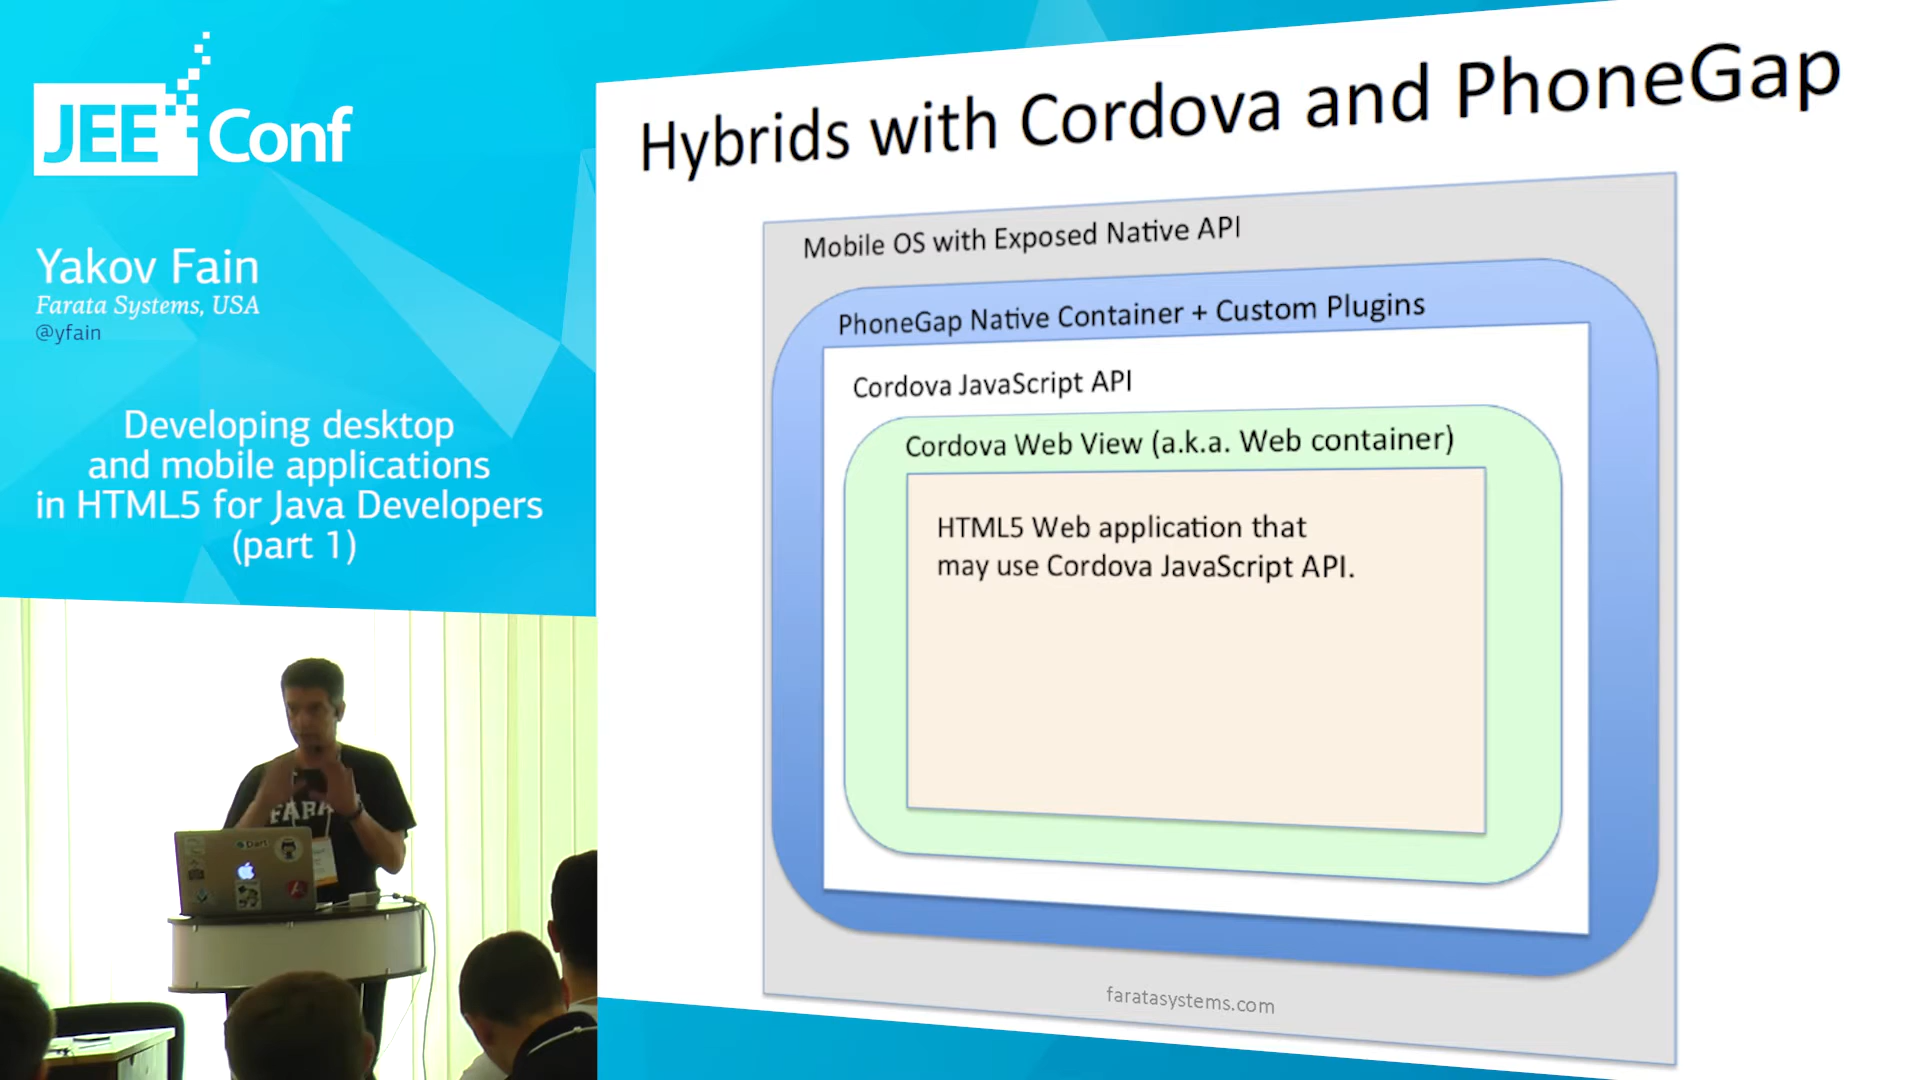 JEE Conf
Yakov Fain
Farata Systems, USA
@yfain
Developing desktop
and mobile applications
in HTML5 for Java Developers
(part 1)
Hybrids with Cordova and PhoneGap
Mobile OS with Exposed Native API
PhoneGap Native Container + Custom Plugins
Cordova JavaScript API
Cordova Web View (a.k.a. Web container)
HTML5 Web application that
may use Cordova JavaScript API.
faratasystems.com
Dart